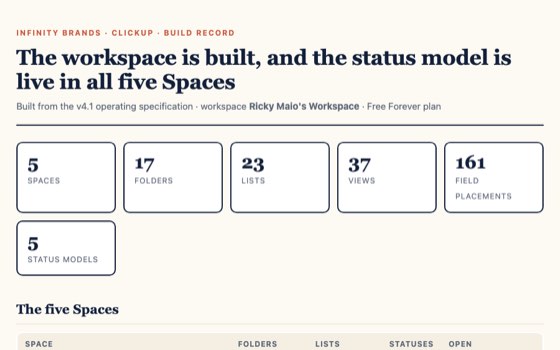 INFINITY BRANDS · CLICKUP · BUILD RECORD
The workspace is built, and the status model is
live in all five Spaces
Built from the v4.1 operating specification · workspace Ricky Maio's Workspace · Free Forever plan
5
SPACES
17
FOLDERS
23
LISTS
37
VIEWS
161
FIELD
PLACEMENTS
5
STATUS MODELS
The five Spaces
SPACE FOLDERS LISTS STATUSES OPEN